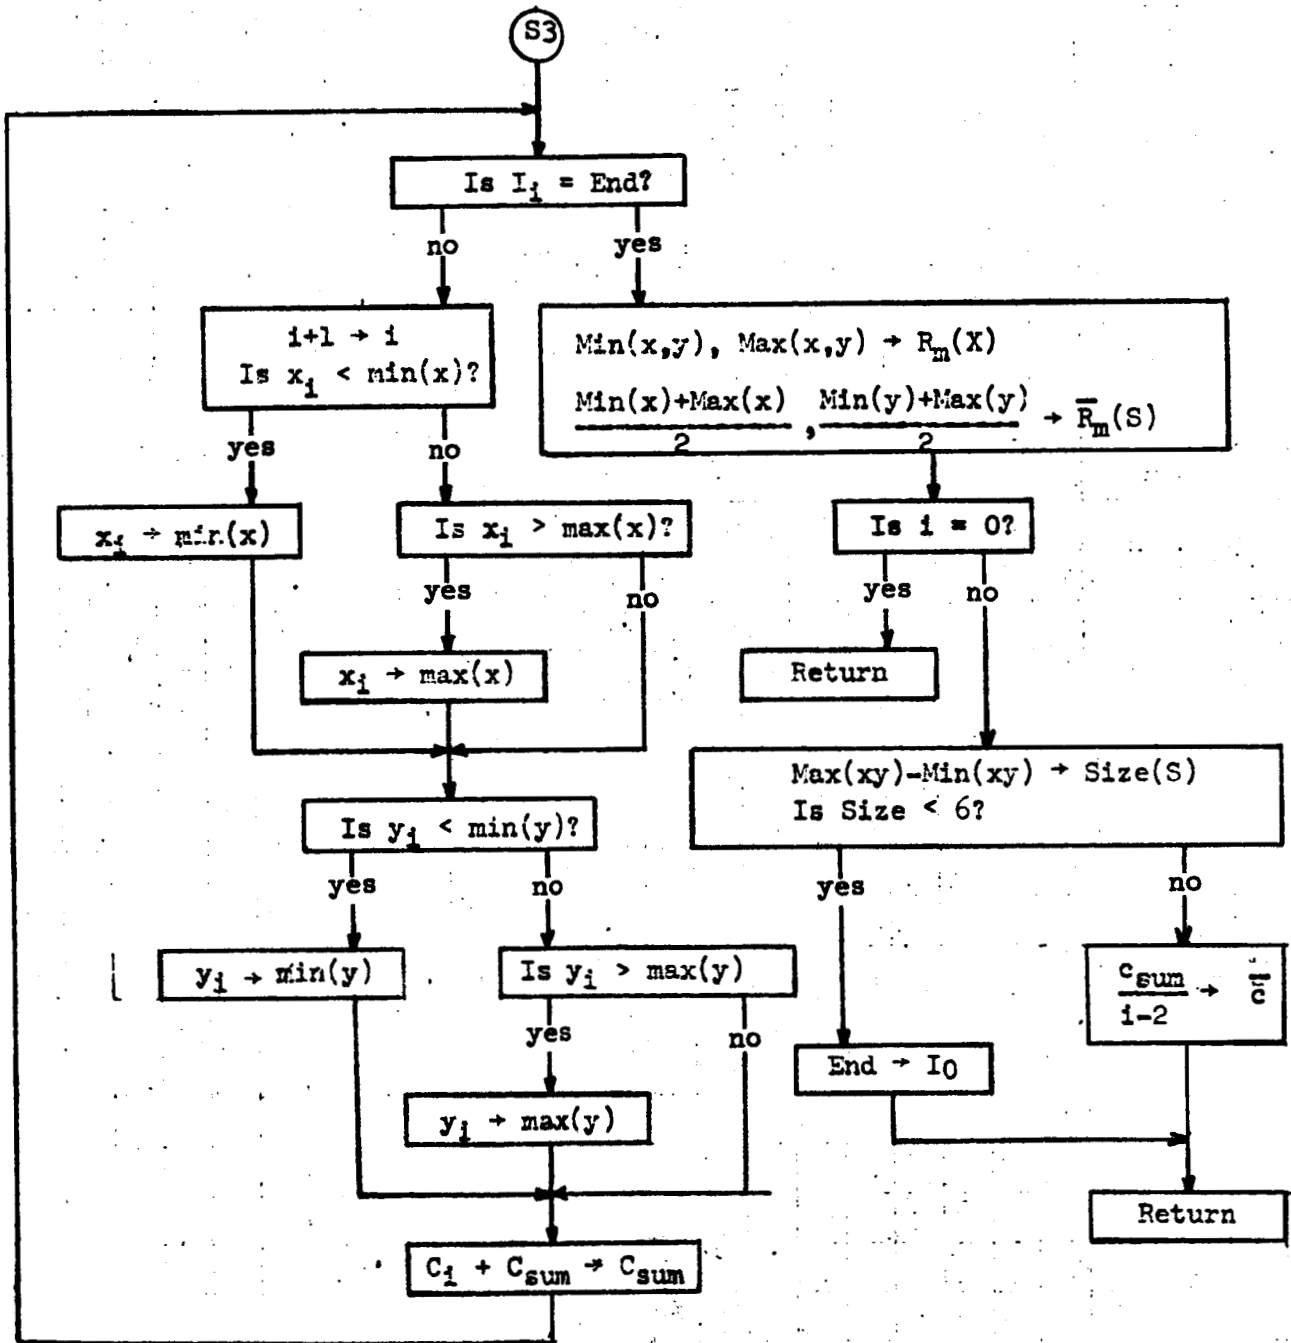 S3
Is I_i = End?
no
yes
i+1 → i
Is x_i < min(x)?
Min(x,y), Max(x,y) → R_m(X)
Min(x)+Max(x) / 2 , Min(y)+Max(y) / 2 → R̅_m(S)
yes
no
x_i → min(x)
Is x_i > max(x)?
Is i = 0?
yes
no
yes
no
x_i → max(x)
Return
Max(xy)-Min(xy) → Size(S)
Is Size < 6?
Is y_i < min(y)?
yes
no
yes
no
y_i → min(y)
Is y_i > max(y)
c_sum / i-2 → c̅
yes
no
End → I0
y_i → max(y)
Return
C_i + C_sum → C_sum